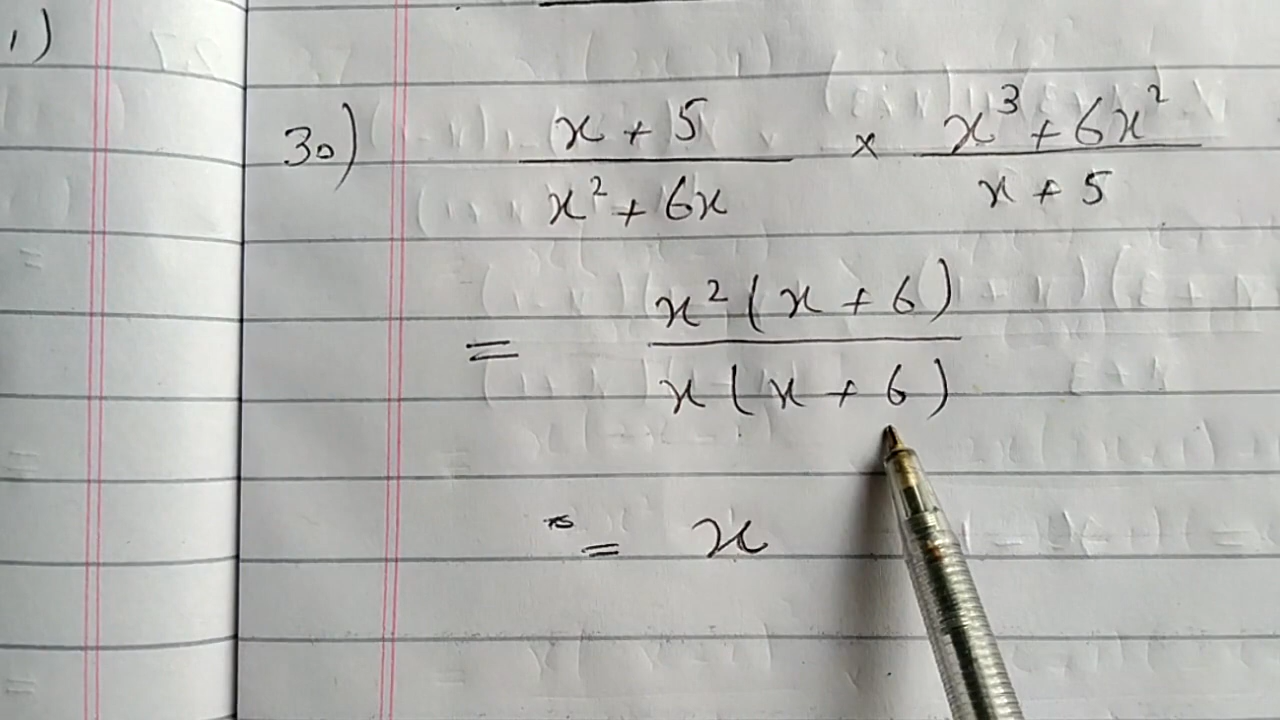 1)
30) x + 5 / x² + 6x × x³ + 6x² / x + 5
= x² ( x + 6 ) / x ( x + 6 )
= x